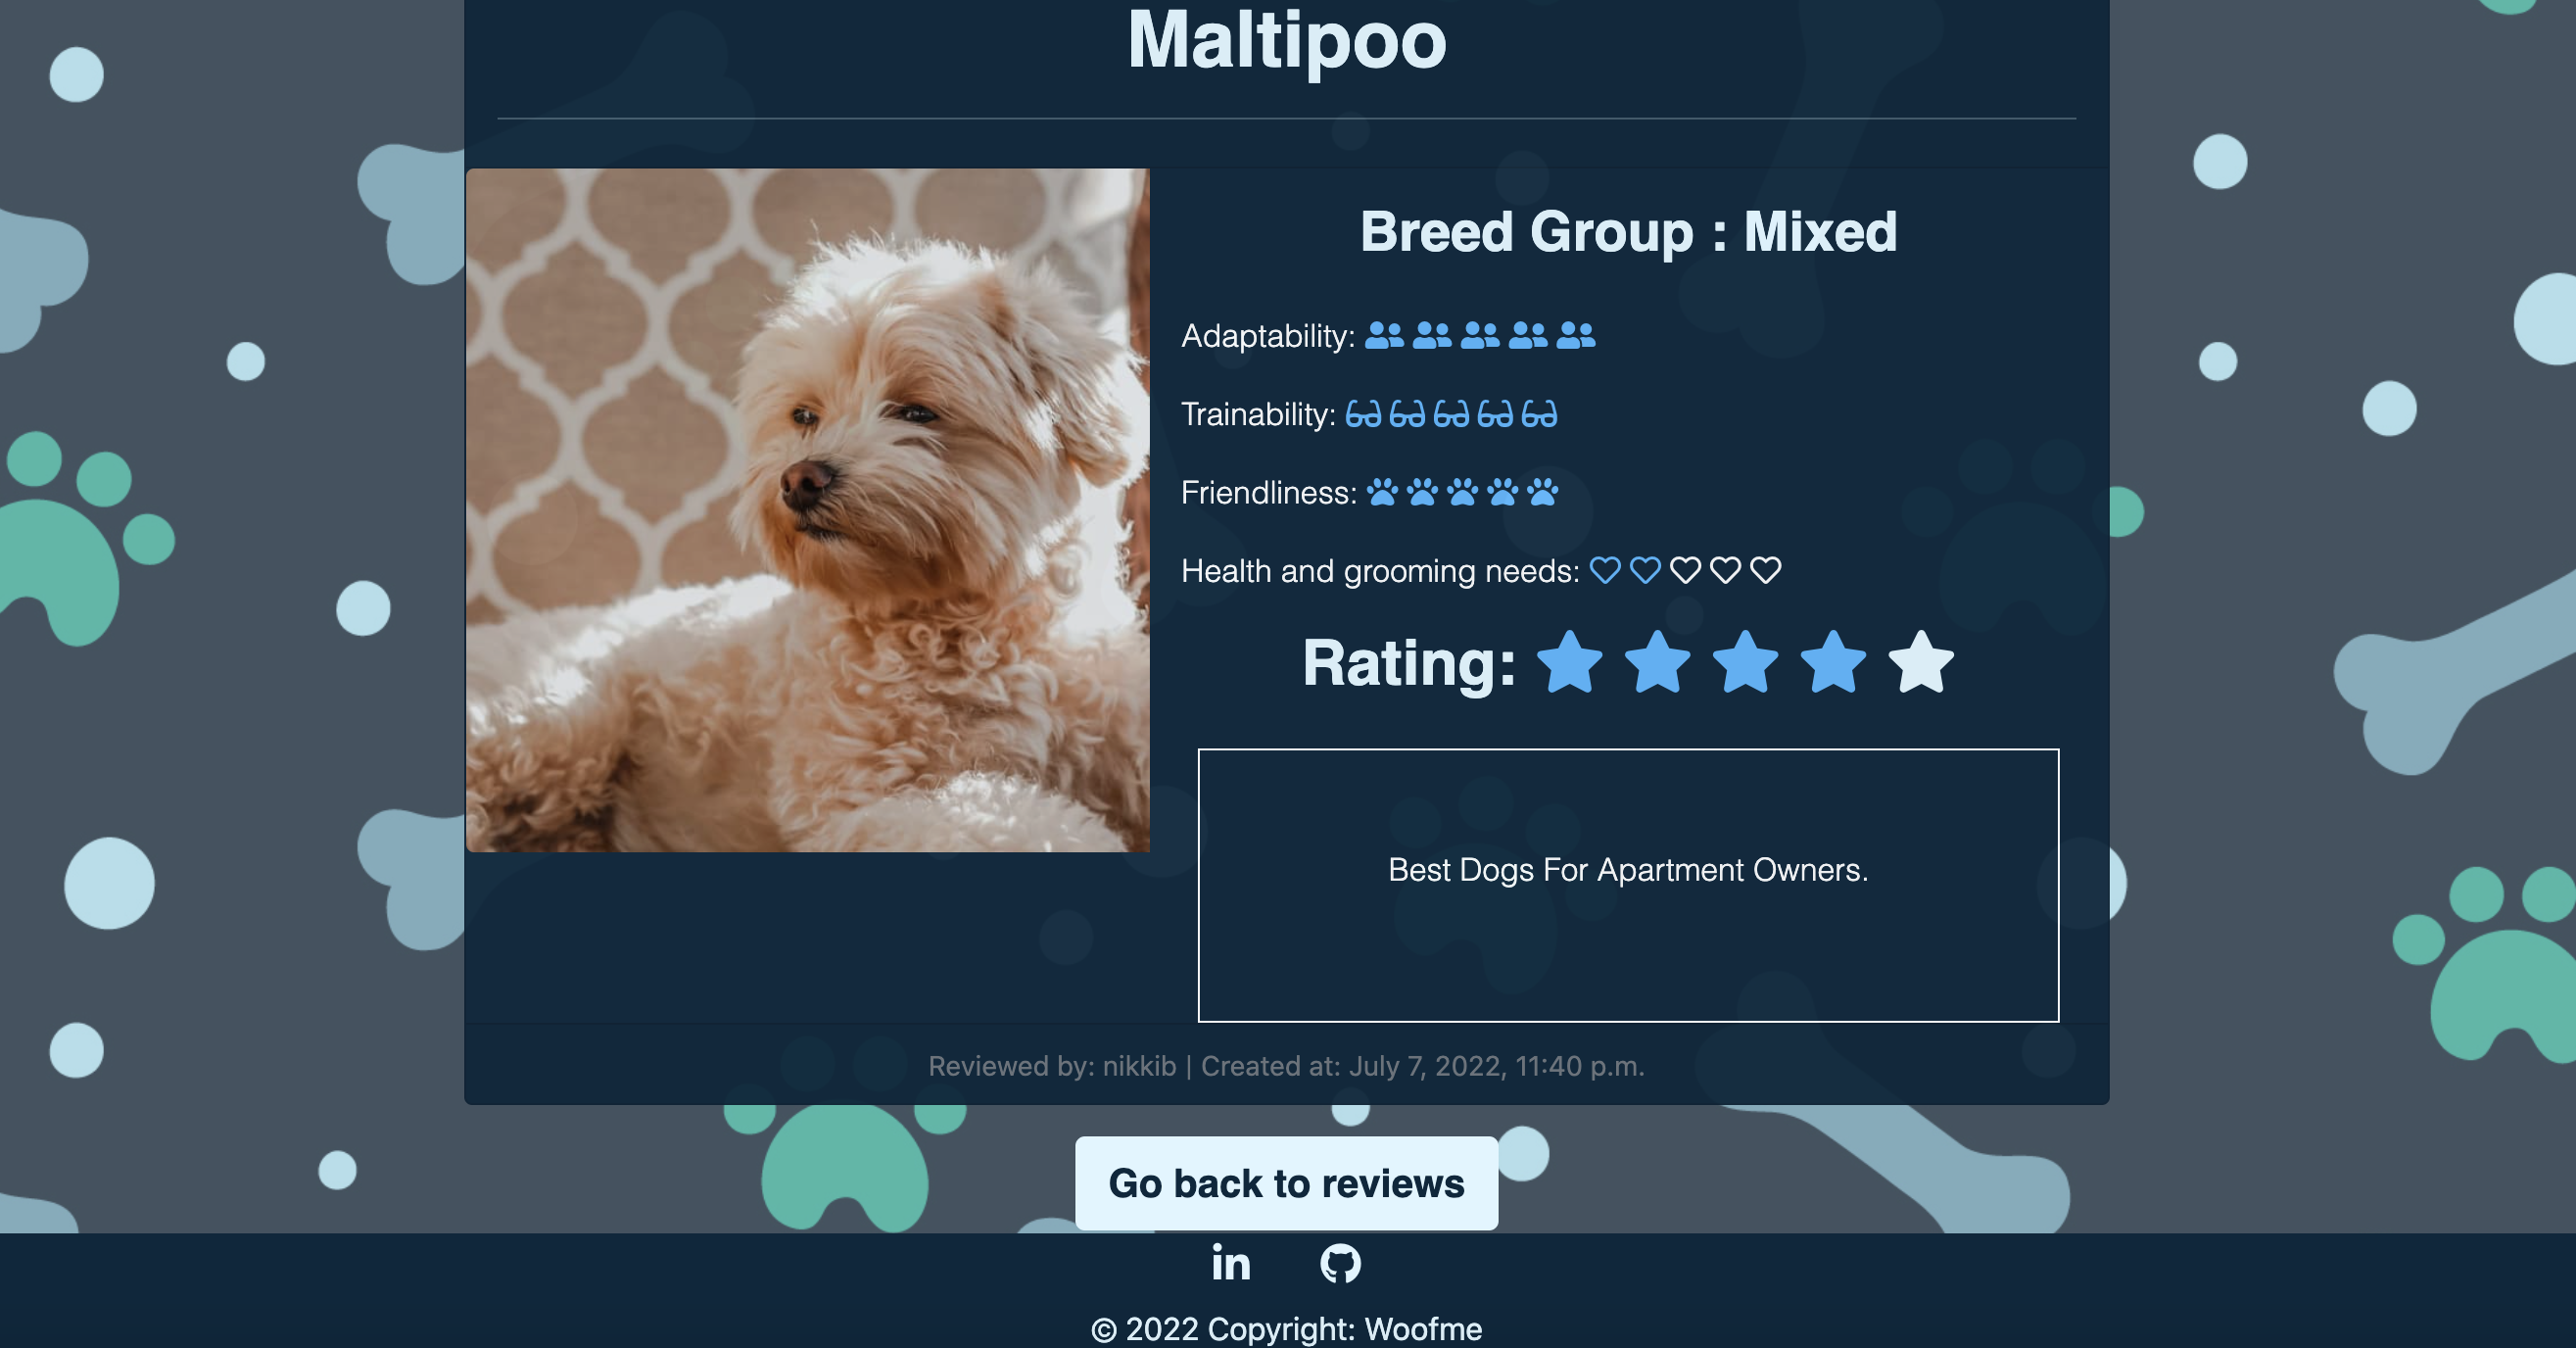 Maltipoo
Breed Group : Mixed
Adaptability:
Trainability:
Friendliness:
Health and grooming needs:
Rating:
Best Dogs For Apartment Owners.
Reviewed by: nikkib | Created at: July 7, 2022, 11:40 p.m.
Go back to reviews
in
© 2022 Copyright: Woofme